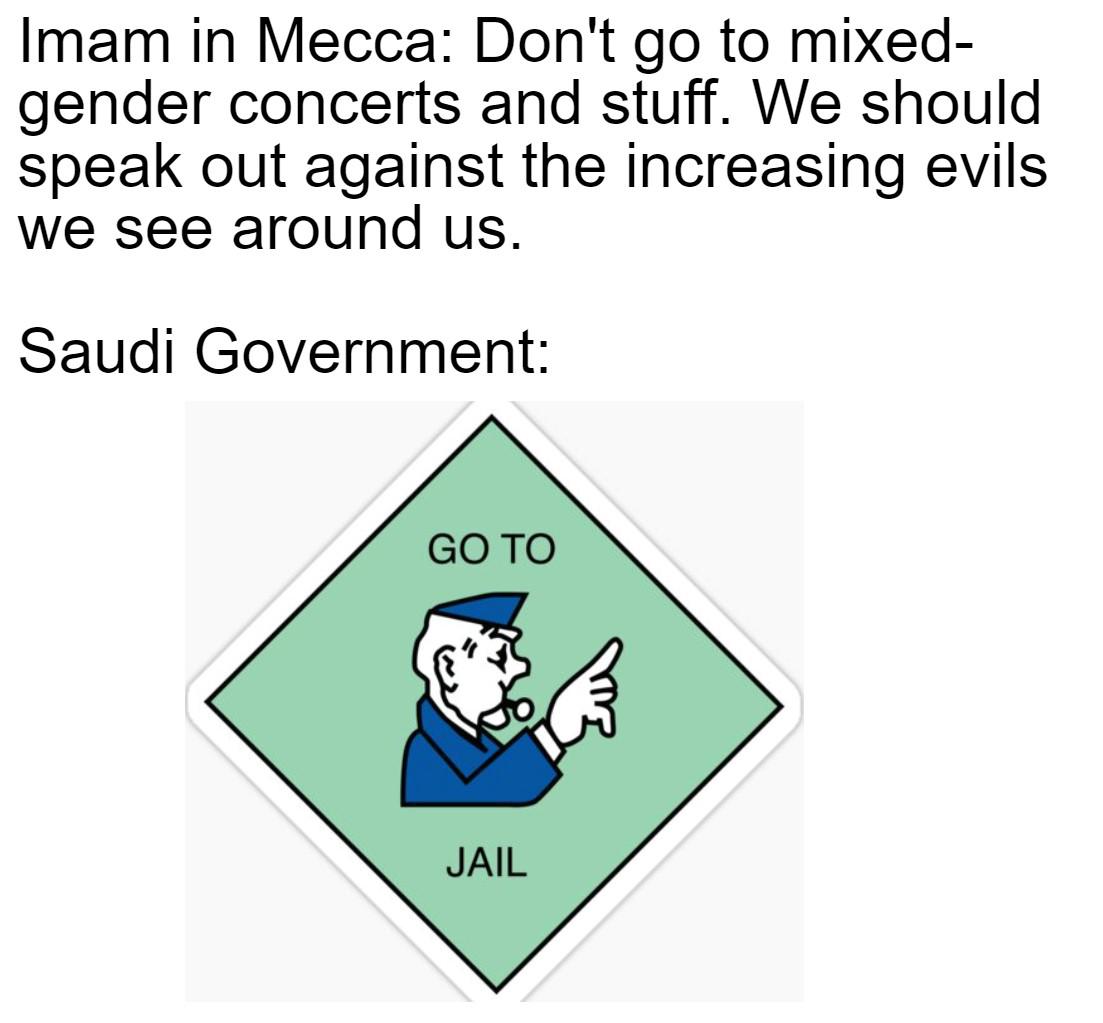 Imam in Mecca: Don't go to mixed-
gender concerts and stuff. We should
speak out against the increasing evils
we see around us.
Saudi Government:
GO TO
JAIL